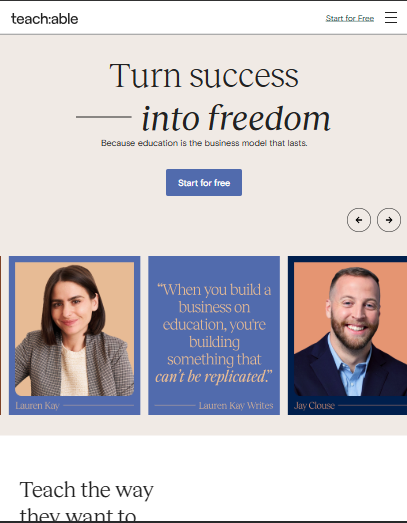 teach:able
Start for Free
Turn success
into freedom
Because education is the business model that lasts.
Start for free
“When you build a
business on
education, you're
building
something that
can’t be replicated.”
Lauren Kay
Lauren Kay Writes
Jay Clouse
Teach the way
they want to